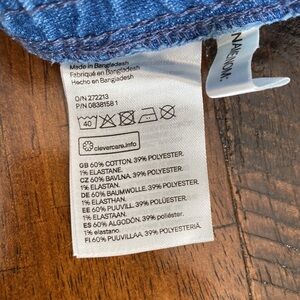 Made in Bangladesh
Fabriqué en Bangladesh
Hecho en Bangladesh
O/N 272213
P/N 0838158 1
40
clevercare.info
GB 60% COTTON. 39% POLYESTER.
1% ELASTANE.
CZ 60% BAVLNA. 39% POLYESTER.
1% ELASTAN.
DE 60% BAUMWOLLE. 39% POLYESTER.
1% ELASTHAN.
EE 60% PUUVILL. 39% POLÜESTER.
1% ELASTAAN.
ES 60% ALGODÓN. 39% poliéster.
1% elastano.
FI 60% PUUVILLAA. 39% POLYESTERIÄ.